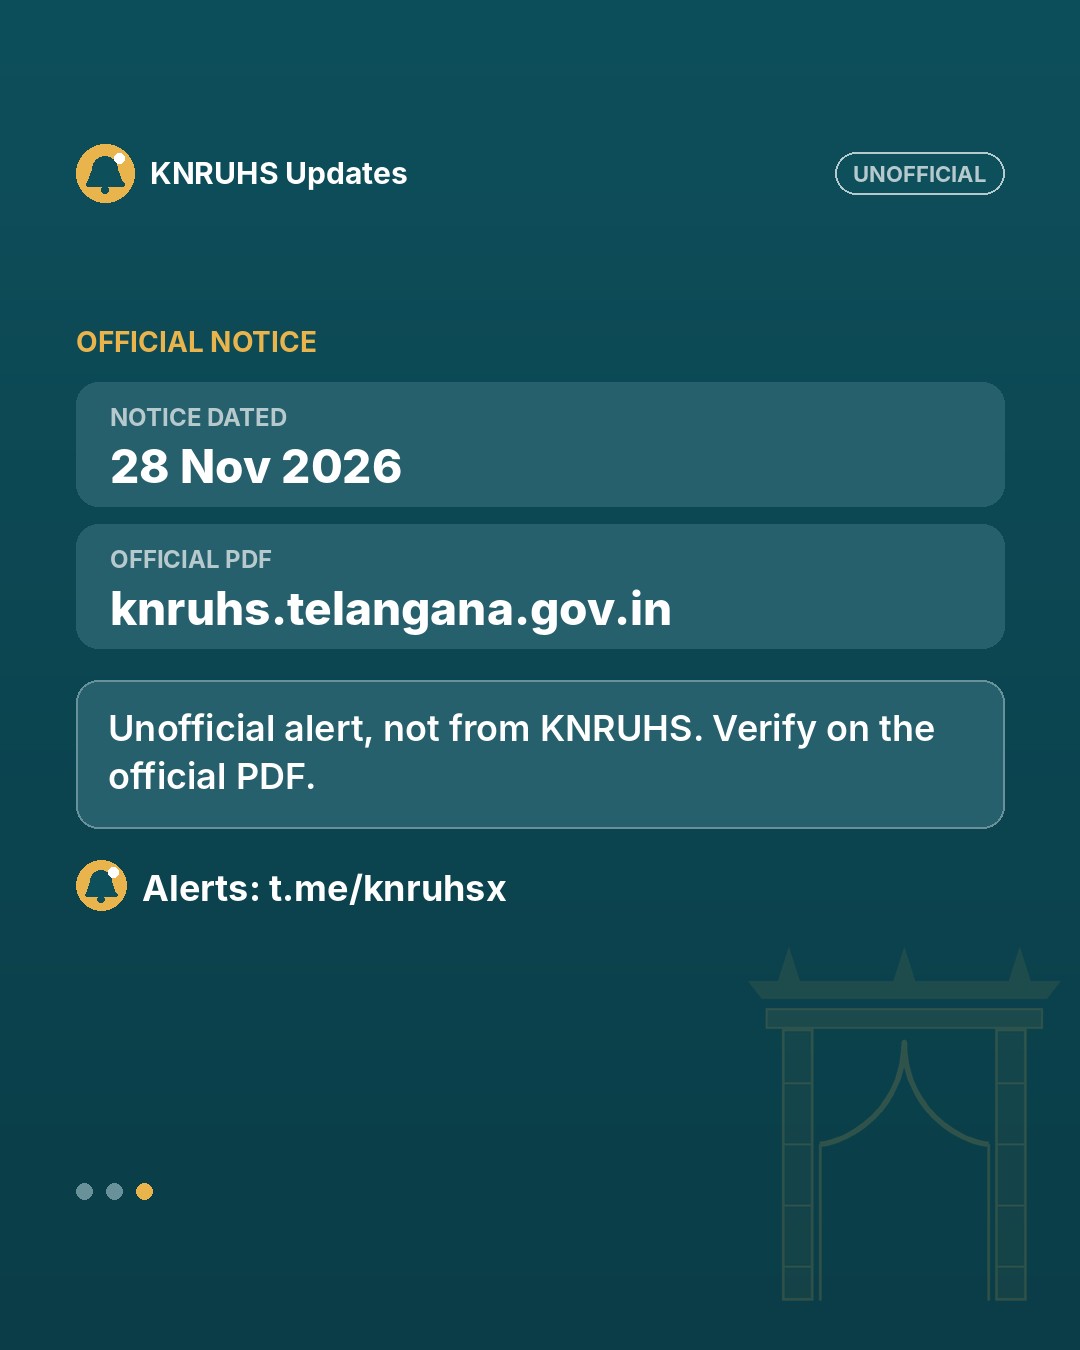 KNRUHS Updates
UNOFFICIAL
OFFICIAL NOTICE
NOTICE DATED
28 Nov 2026
OFFICIAL PDF
knruhs.telangana.gov.in
Unofficial alert, not from KNRUHS. Verify on the
official PDF.
Alerts: t.me/knruhsx